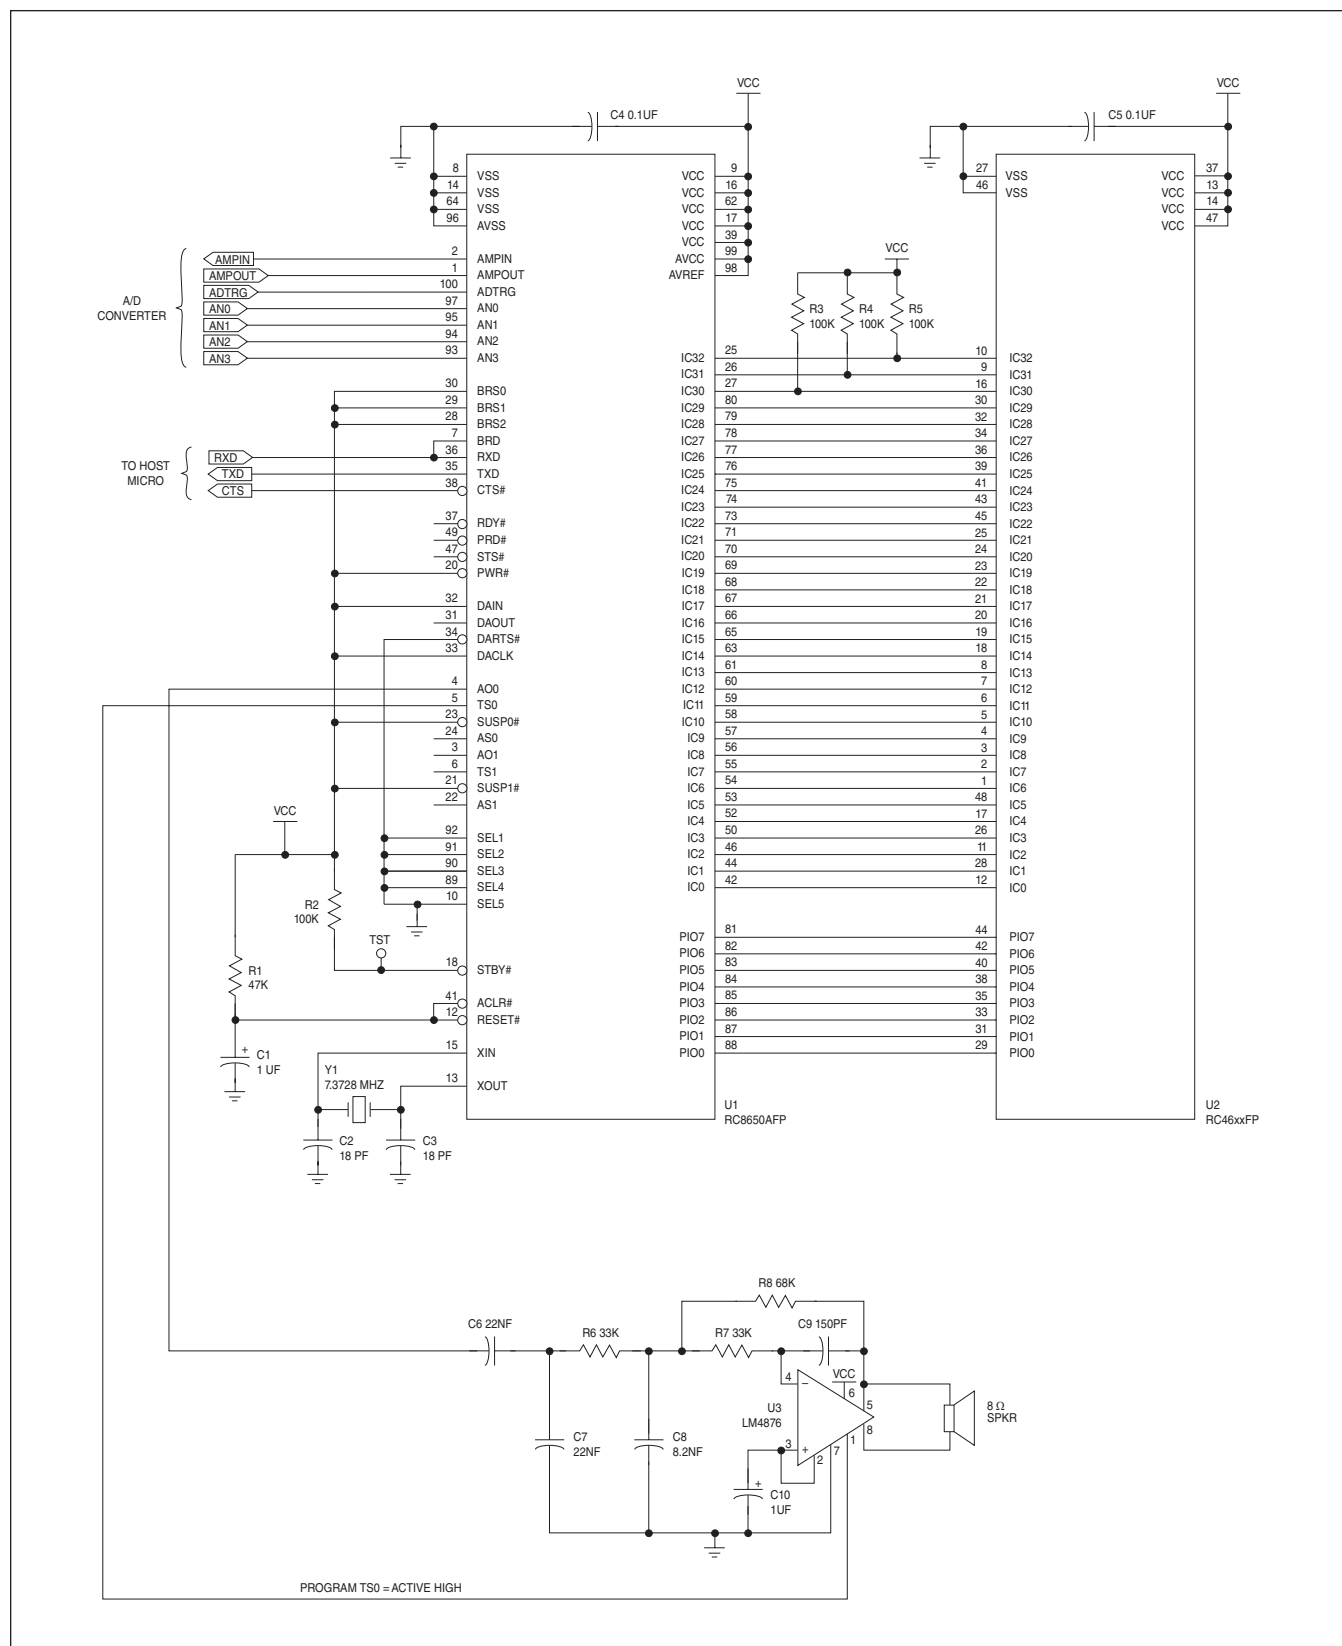 VCC
VCC
C4 0.1UF
C5 0.1UF
8 VSS
14 VSS
64 VSS
96 AVSS
VCC 9
VCC 16
VCC 62
VCC 17
VCC 39
AVCC 99
AVREF 98
27 VSS
46 VSS
VCC 37
VCC 13
VCC 14
VCC 47
A/D
CONVERTER
AMPIN 2 AMPIN
AMPOUT 1 AMPOUT
ADTRG 100 ADTRG
AN0 97 AN0
AN1 95 AN1
AN2 94 AN2
AN3 93 AN3
VCC
R3
100K
R4
100K
R5
100K
30 BRS0
29 BRS1
28 BRS2
7 BRD
TO HOST
MICRO
RXD 36 RXD
TXD 35 TXD
CTS 38 CTS#
37 RDY#
49 PRD#
47 STS#
20 PWR#
32 DAIN
31 DAOUT
34 DARTS#
33 DACLK
4 AO0
5 TS0
23 SUSP0#
24 AS0
3 AO1
6 TS1
21 SUSP1#
22 AS1
92 SEL1
91 SEL2
90 SEL3
89 SEL4
10 SEL5
VCC
R2
100K
TST
18 STBY#
R1
47K
41 ACLR#
12 RESET#
+ C1
1 UF
15 XIN
Y1
7.3728 MHZ
13 XOUT
C2
18 PF
C3
18 PF
IC32 25 10 IC32
IC31 26 9 IC31
IC30 27 16 IC30
IC29 80 30 IC29
IC28 79 32 IC28
IC27 78 34 IC27
IC26 77 36 IC26
IC25 76 39 IC25
IC24 75 41 IC24
IC23 74 43 IC23
IC22 73 45 IC22
IC21 71 25 IC21
IC20 70 24 IC20
IC19 69 23 IC19
IC18 68 22 IC18
IC17 67 21 IC17
IC16 66 20 IC16
IC15 65 19 IC15
IC14 63 18 IC14
IC13 61 8 IC13
IC12 60 7 IC12
IC11 59 6 IC11
IC10 58 5 IC10
IC9 57 4 IC9
IC8 56 3 IC8
IC7 55 2 IC7
IC6 54 1 IC6
IC5 53 48 IC5
IC4 52 17 IC4
IC3 50 26 IC3
IC2 46 11 IC2
IC1 44 28 IC1
IC0 42 12 IC0
PIO7 81 44 PIO7
PIO6 82 42 PIO6
PIO5 83 40 PIO5
PIO4 84 38 PIO4
PIO3 85 35 PIO3
PIO2 86 33 PIO2
PIO1 87 31 PIO1
PIO0 88 29 PIO0
U1
RC8650AFP
U2
RC46xxFP
R8 68K
C6 22NF
R6 33K
R7 33K
C9 150PF
VCC
4 −
6
5
8
1
7
2
3 +
U3
LM4876
8 Ω
SPKR
C7
22NF
C8
8.2NF
+
C10
1UF
PROGRAM TS0 = ACTIVE HIGH